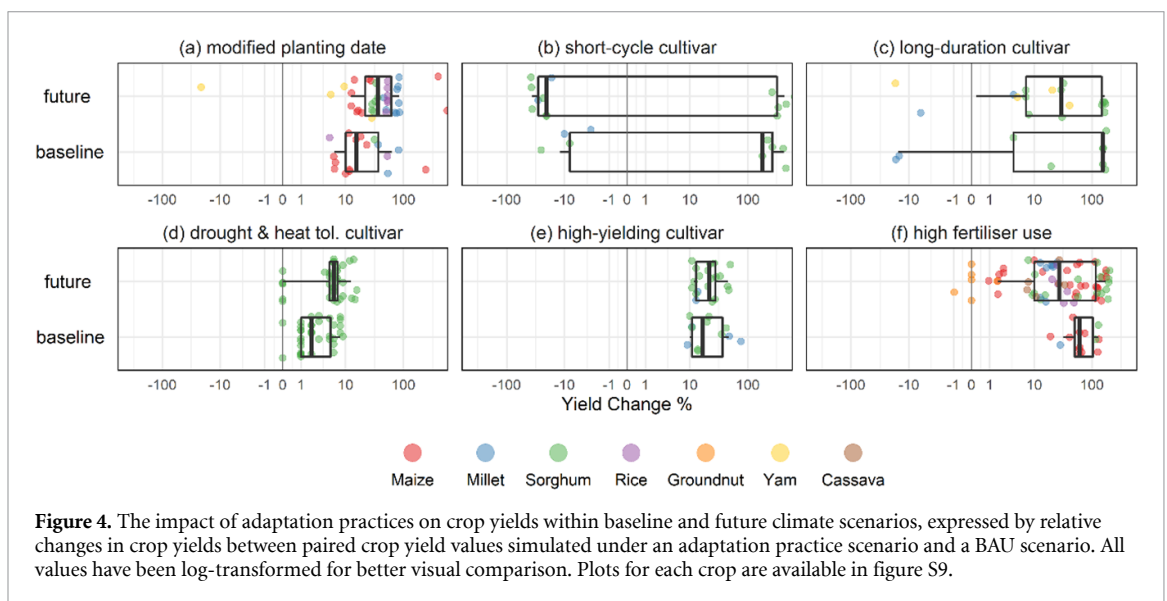 (a) modified planting date (b) short-cycle cultivar (c) long-duration cultivar
future
baseline
-100 -10 -1 0 1 10 100 -100 -10 -1 0 1 10 100 -100 -10 -1 0 1 10 100
(d) drought & heat tol. cultivar (e) high-yielding cultivar (f) high fertiliser use
future
baseline
-100 -10 -1 0 1 10 100 -100 -10 -1 0 1 10 100 -100 -10 -1 0 1 10 100
Yield Change %
Maize Millet Sorghum Rice Groundnut Yam Cassava
Figure 4. The impact of adaptation practices on crop yields within baseline and future climate scenarios, expressed by relative
changes in crop yields between paired crop yield values simulated under an adaptation practice scenario and a BAU scenario. All
values have been log-transformed for better visual comparison. Plots for each crop are available in figure S9.